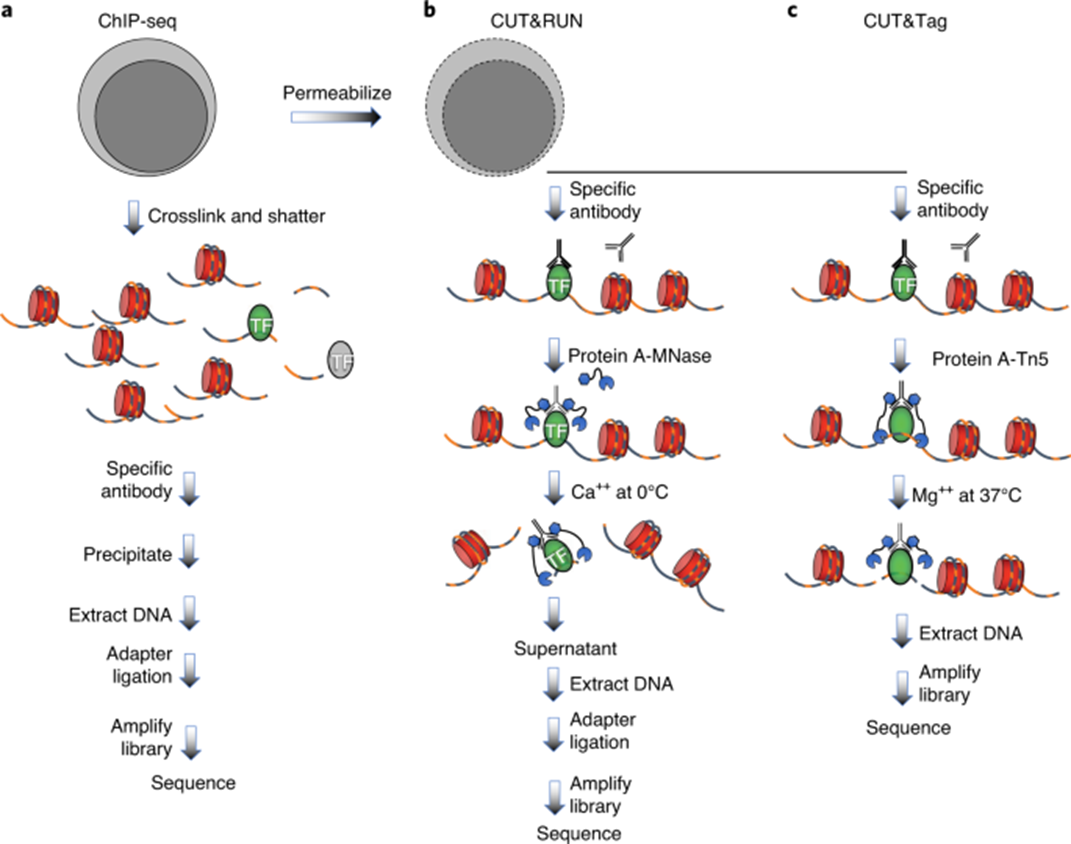 a
ChIP-seq
Crosslink and shatter
TF
TF
Specific
antibody
Precipitate
Extract DNA
Adapter
ligation
Amplify
library
Sequence
Permeabilize
b
CUT&RUN
Specific
antibody
TF
Protein A-MNase
TF
Ca++ at 0°C
TF
Supernatant
Extract DNA
Adapter
ligation
Amplify
library
Sequence
c
CUT&Tag
Specific
antibody
TF
Protein A-Tn5
Mg++ at 37°C
Extract DNA
Amplify
library
Sequence